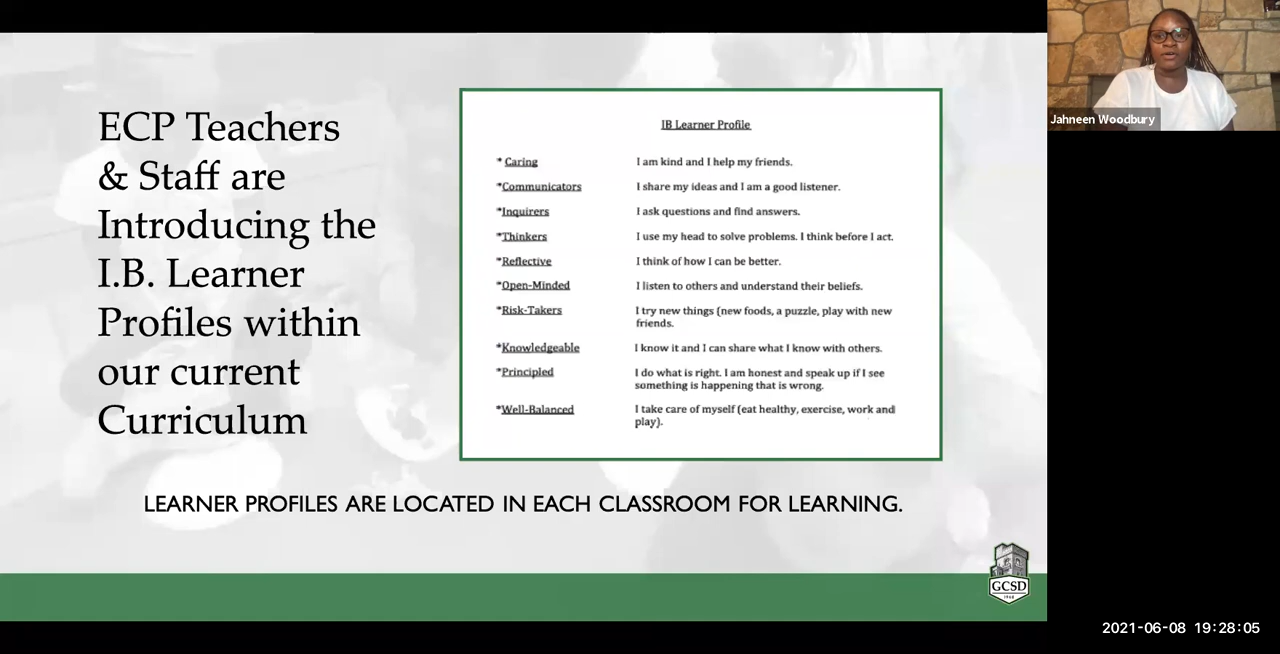 ECP Teachers
& Staff are
Introducing the
I.B. Learner
Profiles within
our current
Curriculum
IB Learner Profile
* Caring I am kind and I help my friends.
*Communicators I share my ideas and I am a good listener.
*Inquirers I ask questions and find answers.
*Thinkers I use my head to solve problems. I think before I act.
*Reflective I think of how I can be better.
*Open-Minded I listen to others and understand their beliefs.
*Risk-Takers I try new things (new foods, a puzzle, play with new
friends.
*Knowledgeable I know it and I can share what I know with others.
*Principled I do what is right. I am honest and speak up if I see
something is happening that is wrong.
*Well-Balanced I take care of myself (eat healthy, exercise, work and
play).
LEARNER PROFILES ARE LOCATED IN EACH CLASSROOM FOR LEARNING.
GCSD
Jahneen Woodbury
2021-06-08 19:28:05